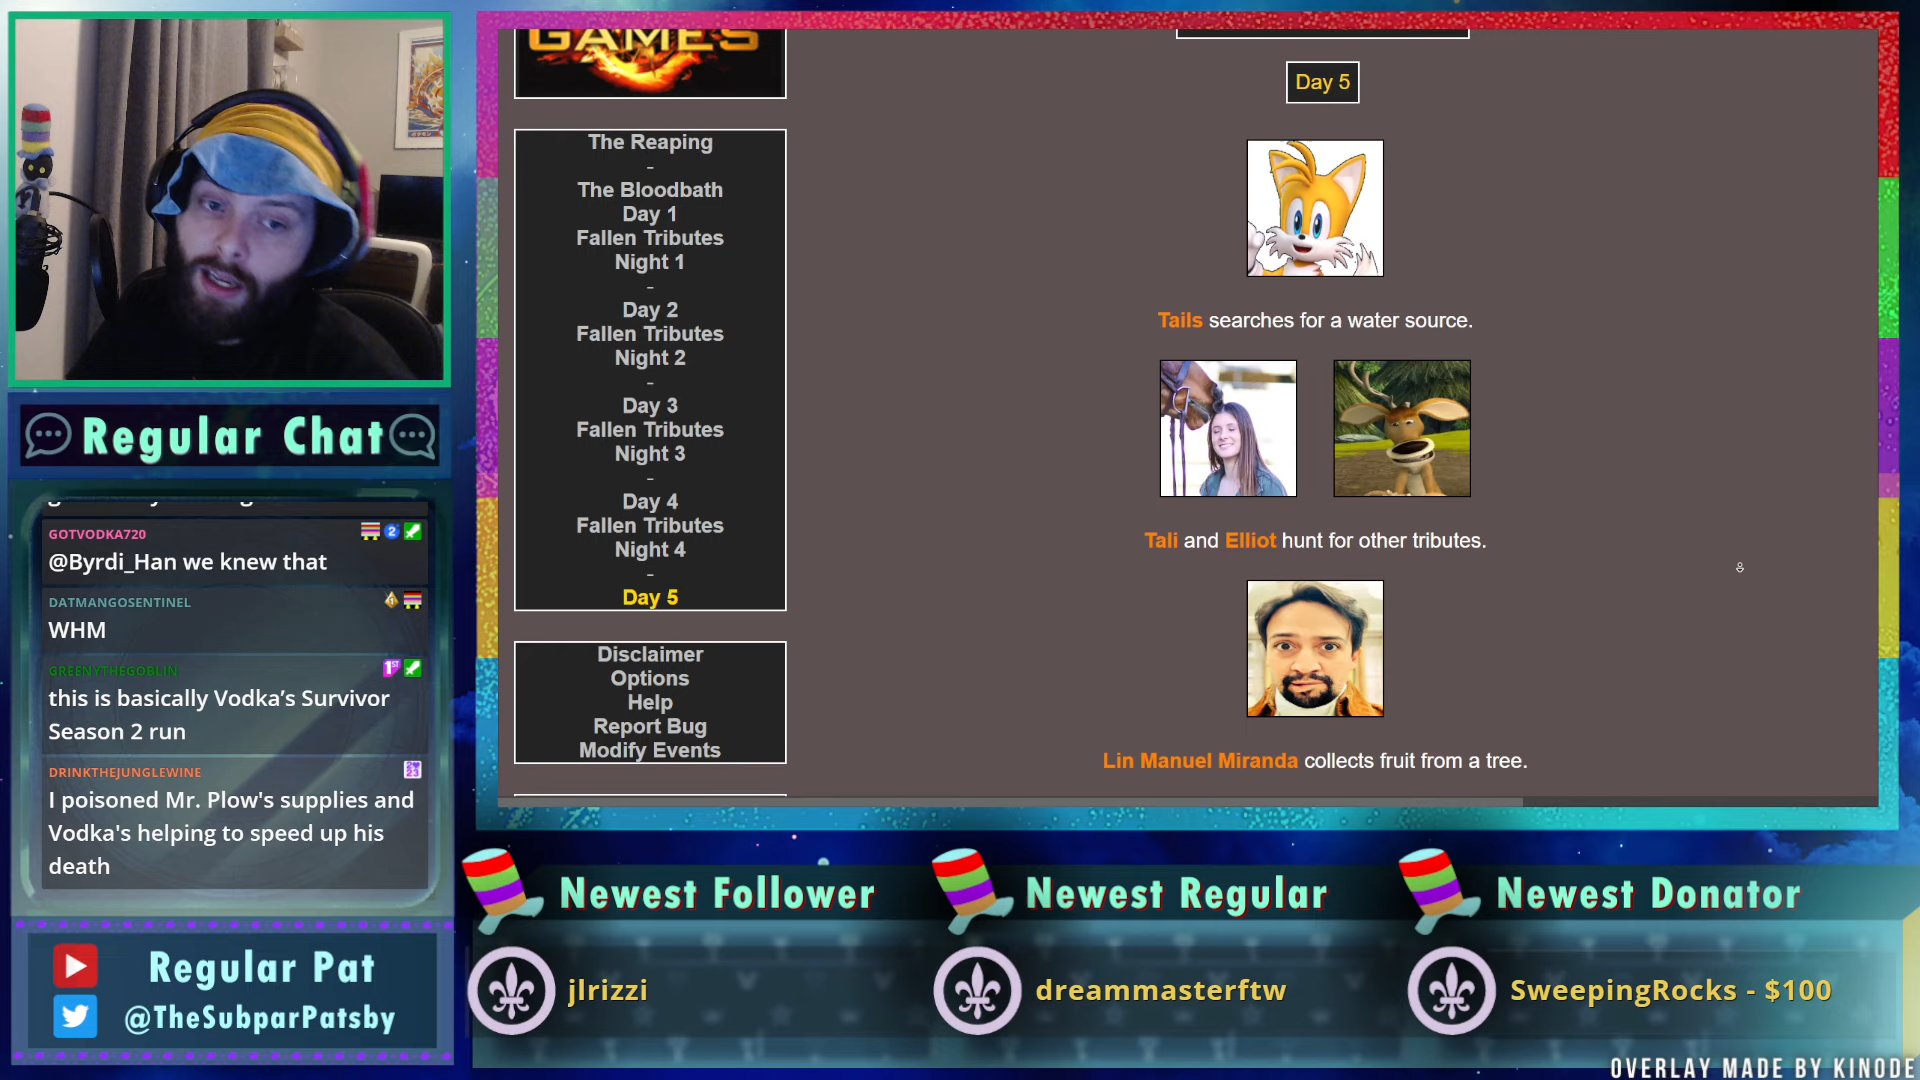 GAMES
The Reaping
-
The Bloodbath
Day 1
Fallen Tributes
Night 1
-
Day 2
Fallen Tributes
Night 2
-
Day 3
Fallen Tributes
Night 3
-
Day 4
Fallen Tributes
Night 4
-
Day 5
Disclaimer
Options
Help
Report Bug
Modify Events
Day 5
Tails searches for a water source.
Tali and Elliot hunt for other tributes.
Lin Manuel Miranda collects fruit from a tree.
Regular Chat
GOTVODKA720
2
@Byrdi_Han we knew that
DATMANGOSENTINEL
WHM
GREENYTHEGOBLIN
1ST
this is basically Vodka's Survivor
Season 2 run
DRINKTHEJUNGLEWINE
I poisoned Mr. Plow's supplies and
Vodka's helping to speed up his
death
Regular Pat
@TheSubparPatsby
Newest Follower
jlrizzi
Newest Regular
dreammasterftw
Newest Donator
SweepingRocks - $100
OVERLAY MADE BY KINODE